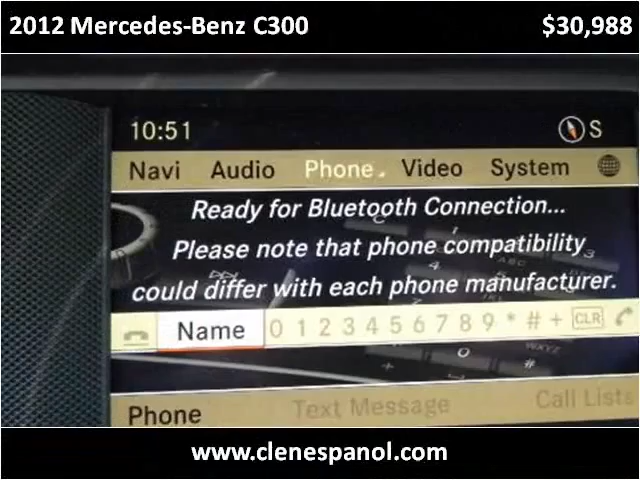 2012 Mercedes-Benz C300 $30,988
10:51 S
Navi Audio Phone Video System
Ready for Bluetooth Connection...
Please note that phone compatibility
could differ with each phone manufacturer.
Name 0 1 2 3 4 5 6 7 8 9 * # + CLR
Phone Text Message Call Lists
www.clenespanol.com